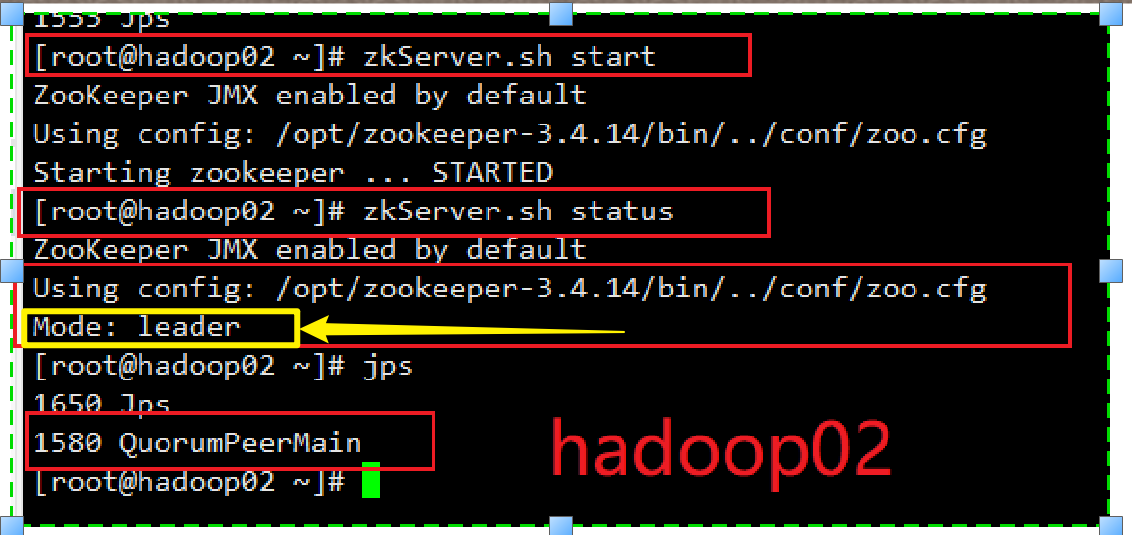 1553 Jps
[root@hadoop02 ~]# zkServer.sh start
ZooKeeper JMX enabled by default
Using config: /opt/zookeeper-3.4.14/bin/../conf/zoo.cfg
Starting zookeeper ... STARTED
[root@hadoop02 ~]# zkServer.sh status
ZooKeeper JMX enabled by default
Using config: /opt/zookeeper-3.4.14/bin/../conf/zoo.cfg
Mode: leader
[root@hadoop02 ~]# jps
1650 Jps
1580 QuorumPeerMain
[root@hadoop02 ~]#
hadoop02